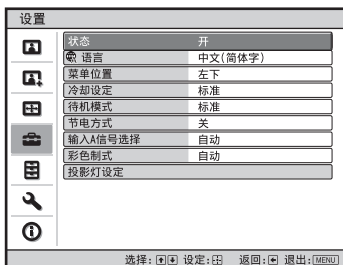 设置
状态 开
语言 中文(简体字)
菜单位置 左下
冷却设定 标准
待机模式 标准
节电方式 关
输入A信号选择 自动
彩色制式 自动
投影灯设定
选择: 设定: 返回: 退出: MENU